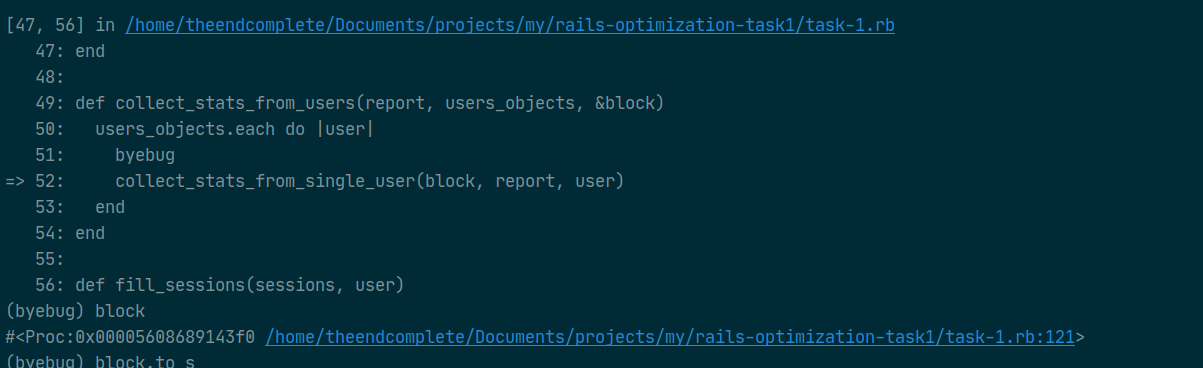 [47, 56] in /home/theendcomplete/Documents/projects/my/rails-optimization-task1/task-1.rb
   47: end
   48:
   49: def collect_stats_from_users(report, users_objects, &block)
   50:   users_objects.each do |user|
   51:     byebug
=> 52:     collect_stats_from_single_user(block, report, user)
   53:   end
   54: end
   55:
   56: def fill_sessions(sessions, user)
(byebug) block
#<Proc:0x00005608689143f0 /home/theendcomplete/Documents/projects/my/rails-optimization-task1/task-1.rb:121>
(byebug) block.to_s